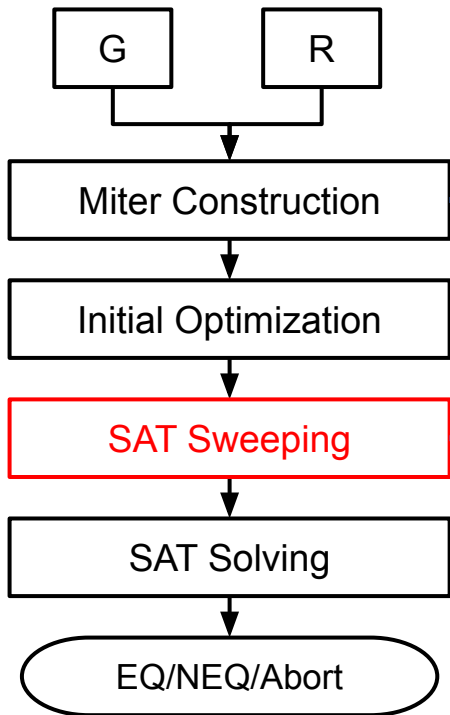 G
R
Miter Construction
Initial Optimization
SAT Sweeping
SAT Solving
EQ/NEQ/Abort